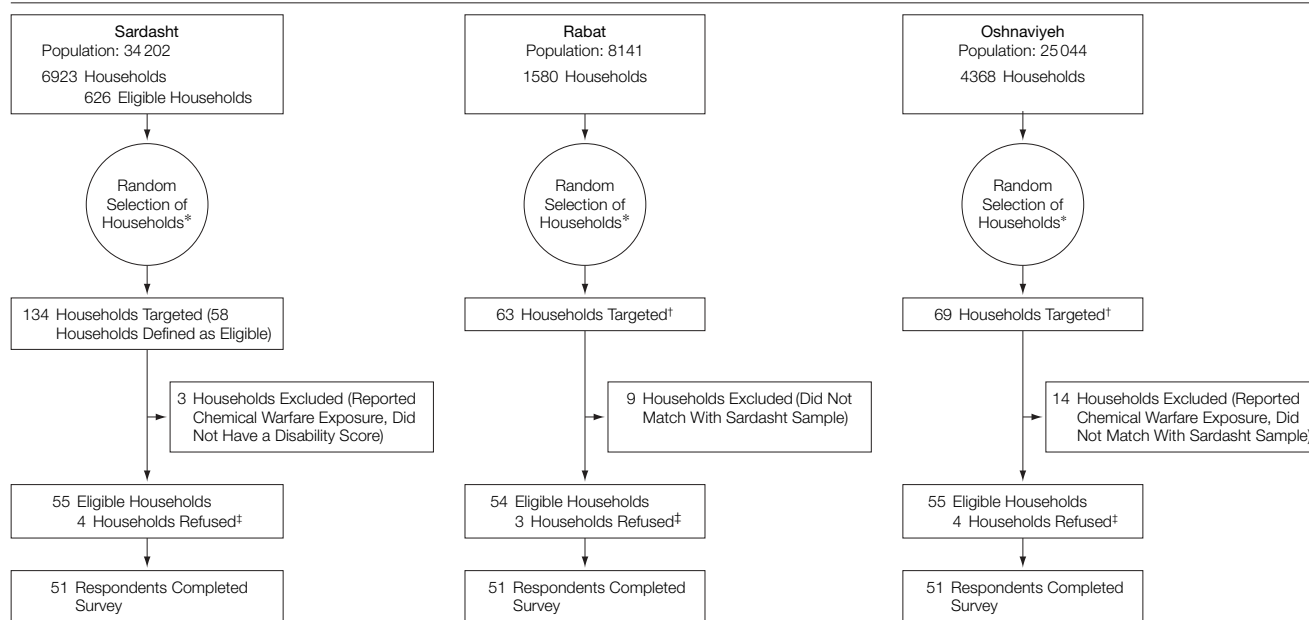 Sardasht
Population: 34 202
6923 Households
626 Eligible Households
Random
Selection of
Households*
134 Households Targeted (58
Households Defined as Eligible)
3 Households Excluded (Reported
Chemical Warfare Exposure, Did
Not Have a Disability Score)
55 Eligible Households
4 Households Refused‡
51 Respondents Completed
Survey
Rabat
Population: 8141
1580 Households
Random
Selection of
Households*
63 Households Targeted†
9 Households Excluded (Did Not
Match With Sardasht Sample)
54 Eligible Households
3 Households Refused‡
51 Respondents Completed
Survey
Oshnaviyeh
Population: 25 044
4368 Households
Random
Selection of
Households*
69 Households Targeted†
14 Households Excluded (Reported
Chemical Warfare Exposure, Did
Not Match With Sardasht Sample)
55 Eligible Households
4 Households Refused‡
51 Respondents Completed
Survey